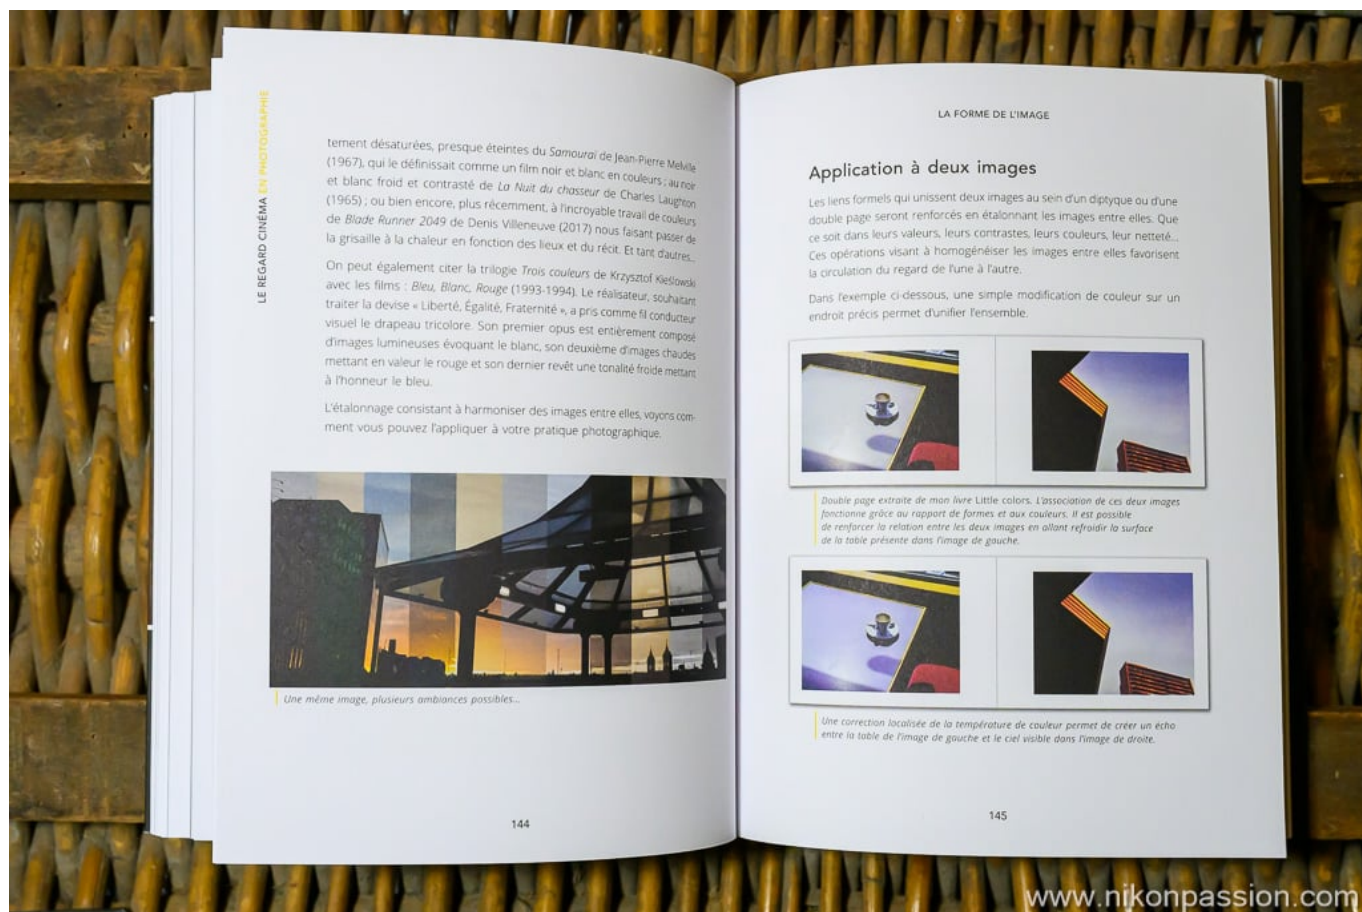 LE REGARD CINÉMA EN PHOTOGRAPHIE
tement désaturées, presque éteintes du Samouraï de Jean-Pierre Melville
(1967), qui le définissait comme un film noir et blanc en couleurs ; au noir
et blanc froid et contrasté de La Nuit du chasseur de Charles Laughton
(1965) ; ou bien encore, plus récemment, à l'incroyable travail de couleurs
de Blade Runner 2049 de Denis Villeneuve (2017) nous faisant passer de
la grisaille à la chaleur en fonction des lieux et du récit. Et tant d'autres...
On peut également citer la trilogie Trois couleurs de Krzysztof Kieślowski
avec les films : Bleu, Blanc, Rouge (1993-1994). Le réalisateur, souhaitant
traiter la devise « Liberté, Égalité, Fraternité », a pris comme fil conducteur
visuel le drapeau tricolore. Son premier opus est entièrement composé
d'images lumineuses évoquant le blanc, son deuxième d'images chaudes
mettant en valeur le rouge et son dernier revêt une tonalité froide mettant
à l'honneur le bleu.
L'étalonnage consistant à harmoniser des images entre elles, voyons com-
ment vous pouvez l'appliquer à votre pratique photographique.
Une même image, plusieurs ambiances possibles...
144
LA FORME DE L'IMAGE
Application à deux images
Les liens formels qui unissent deux images au sein d'un diptyque ou d'une
double page seront renforcés en étalonnant les images entre elles. Que
ce soit dans leurs valeurs, leurs contrastes, leurs couleurs, leur netteté...
Ces opérations visant à homogénéiser les images entre elles favorisent
la circulation du regard de l'une à l'autre.
Dans l'exemple ci-dessous, une simple modification de couleur sur un
endroit précis permet d'unifier l'ensemble.
Double page extraite de mon livre Little colors. L'association de ces deux images
fonctionne grâce au rapport de formes et aux couleurs. Il est possible
de renforcer la relation entre les deux images en allant refroidir la surface
de la table présente dans l'image de gauche.
Une correction localisée de la température de couleur permet de créer un écho
entre la table de l'image de gauche et le ciel visible dans l'image de droite.
145
www.nikonpassion.com